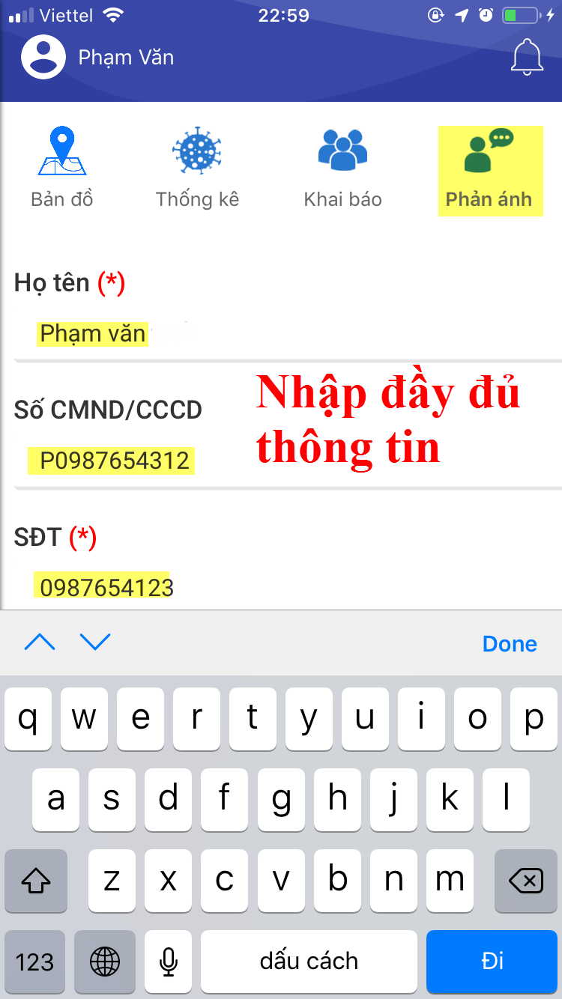 Viettel 22:59
Phạm Văn
Bản đồ Thống kê Khai báo Phản ánh
Họ tên (*)
Phạm văn
Nhập đầy đủ
thông tin
Số CMND/CCCD
P0987654312
SĐT (*)
0987654123
Done
q w e r t y u i o p
a s d f g h j k l
z x c v b n m
123 dấu cách Đi